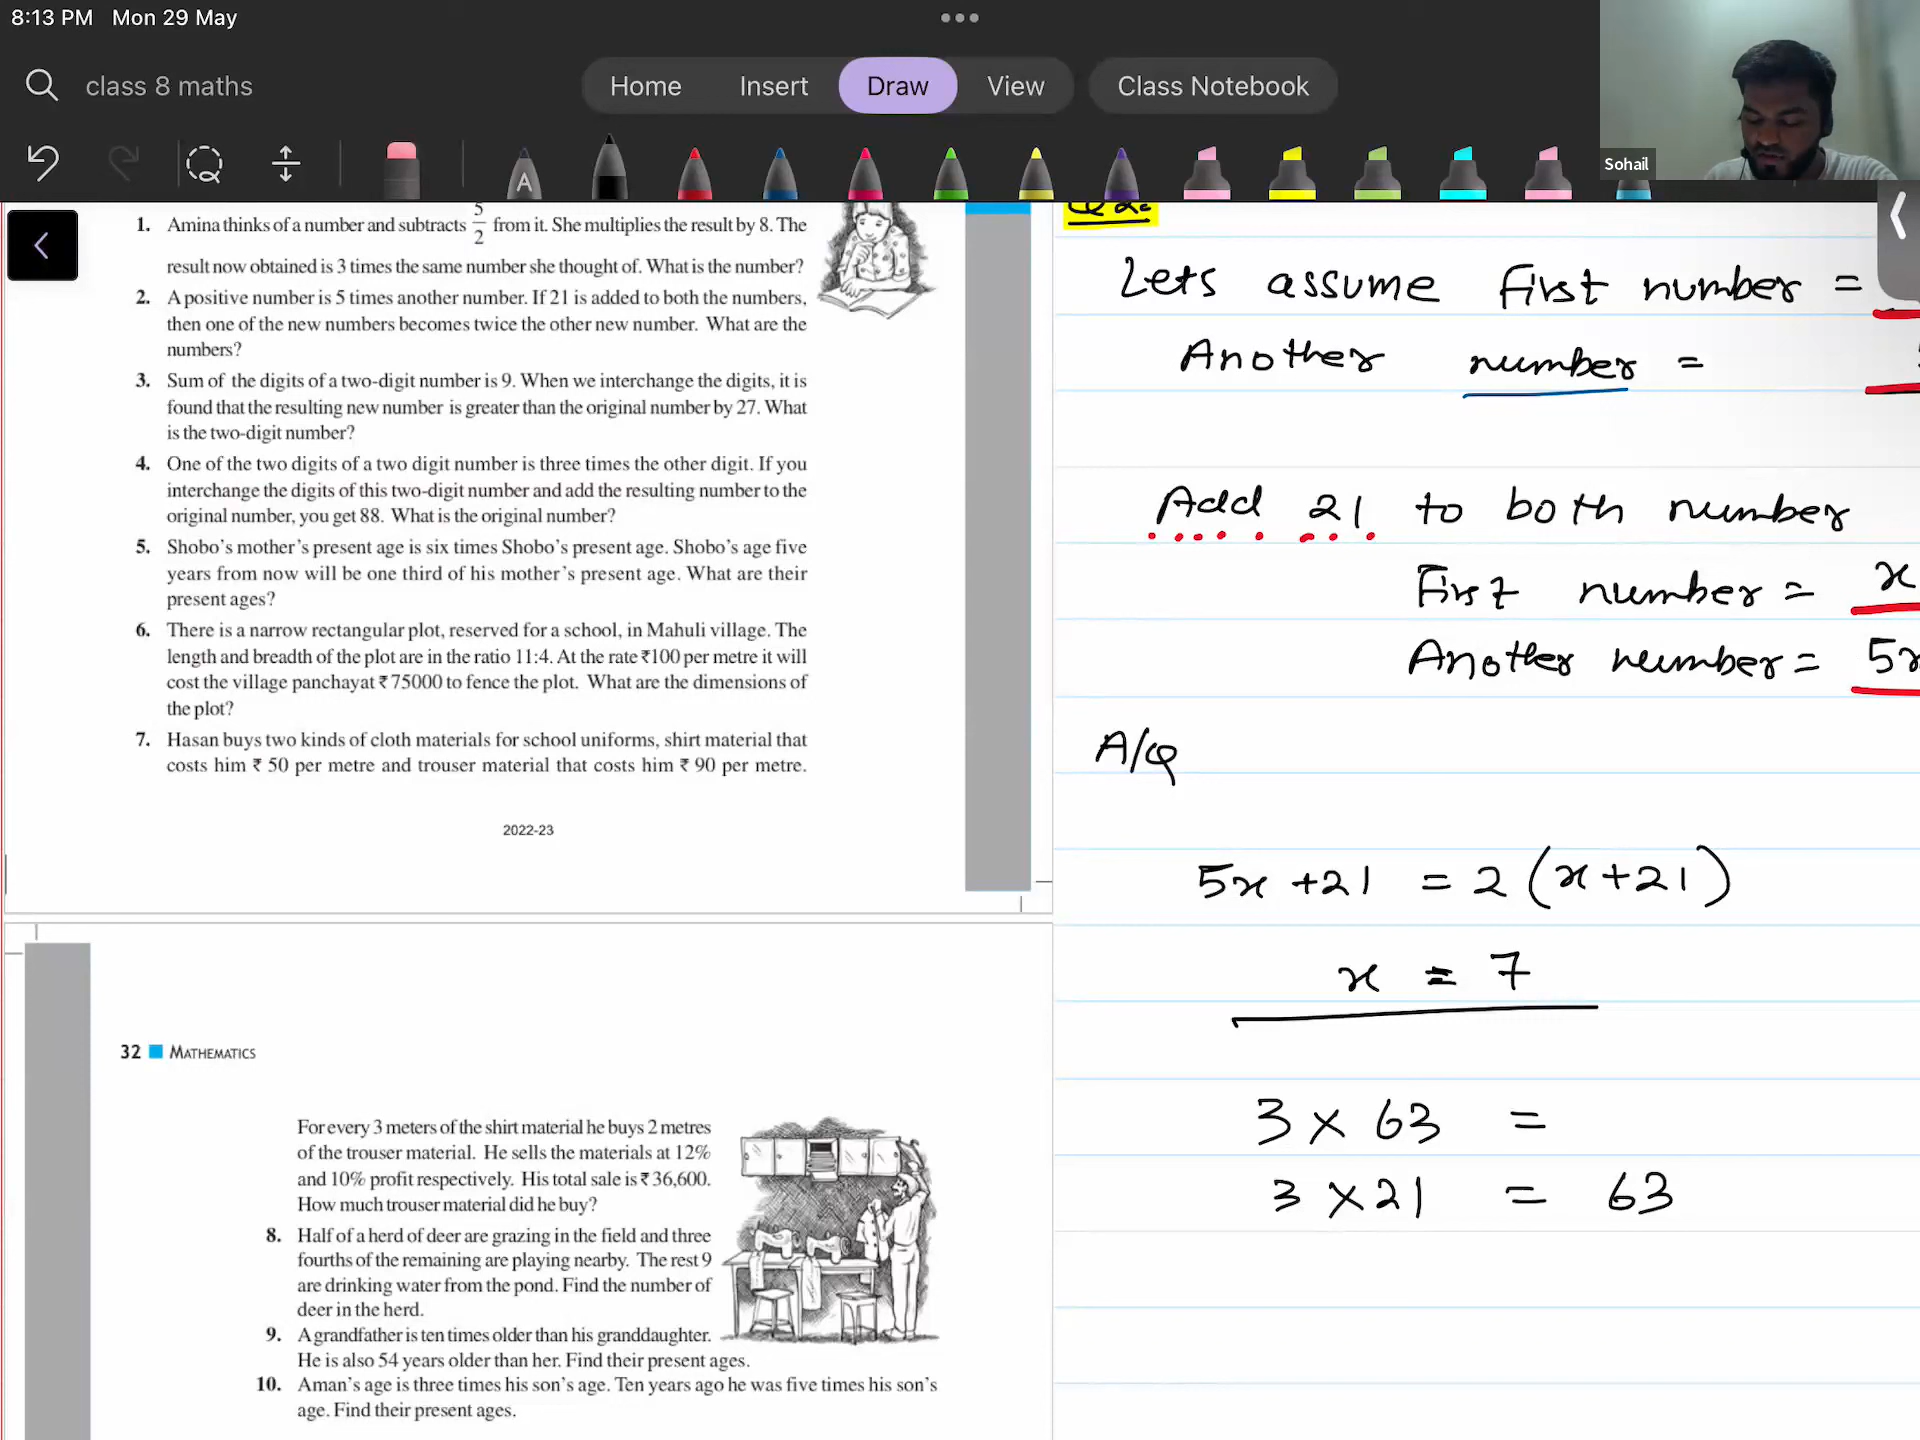 8:13 PM Mon 29 May
class 8 maths
Home Insert Draw View Class Notebook
A
Sohail
1. Amina thinks of a number and subtracts 5/2 from it. She multiplies the result by 8. The
result now obtained is 3 times the same number she thought of. What is the number?
2. A positive number is 5 times another number. If 21 is added to both the numbers,
then one of the new numbers becomes twice the other new number. What are the
numbers?
3. Sum of the digits of a two-digit number is 9. When we interchange the digits, it is
found that the resulting new number is greater than the original number by 27. What
is the two-digit number?
4. One of the two digits of a two digit number is three times the other digit. If you
interchange the digits of this two-digit number and add the resulting number to the
original number, you get 88. What is the original number?
5. Shobo's mother's present age is six times Shobo's present age. Shobo's age five
years from now will be one third of his mother's present age. What are their
present ages?
6. There is a narrow rectangular plot, reserved for a school, in Mahuli village. The
length and breadth of the plot are in the ratio 11:4. At the rate ₹100 per metre it will
cost the village panchayat ₹75000 to fence the plot. What are the dimensions of
the plot?
7. Hasan buys two kinds of cloth materials for school uniforms, shirt material that
costs him ₹ 50 per metre and trouser material that costs him ₹ 90 per metre.
2022-23
32 MATHEMATICS
For every 3 meters of the shirt material he buys 2 metres
of the trouser material. He sells the materials at 12%
and 10% profit respectively. His total sale is ₹ 36,600.
How much trouser material did he buy?
8. Half of a herd of deer are grazing in the field and three
fourths of the remaining are playing nearby. The rest 9
are drinking water from the pond. Find the number of
deer in the herd.
9. A grandfather is ten times older than his granddaughter.
He is also 54 years older than her. Find their present ages.
10. Aman's age is three times his son's age. Ten years ago he was five times his son's
age. Find their present ages.
Lets assume First number =
Another number =
Add 21 to both number
First number = x
Another number = 5x
A/Q
5x + 21 = 2 (x + 21)
x = 7
3 × 63 =
3 × 21 = 63